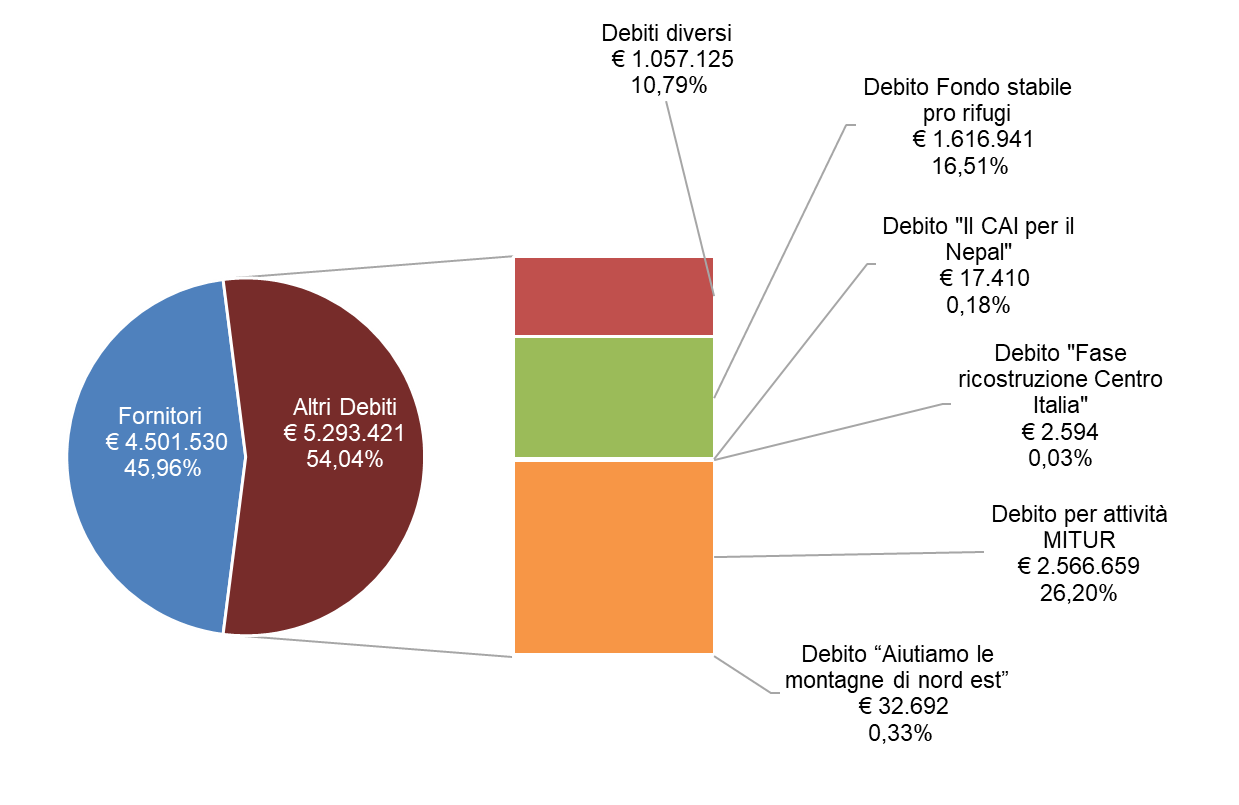 Debiti diversi
€ 1.057.125
10,79%
Debito Fondo stabile
pro rifugi
€ 1.616.941
16,51%
Debito "Il CAI per il
Nepal"
€ 17.410
0,18%
Debito "Fase
ricostruzione Centro
Italia"
€ 2.594
0,03%
Fornitori
€ 4.501.530
45,96%
Altri Debiti
€ 5.293.421
54,04%
Debito per attività
MITUR
€ 2.566.659
26,20%
Debito “Aiutiamo le
montagne di nord est”
€ 32.692
0,33%